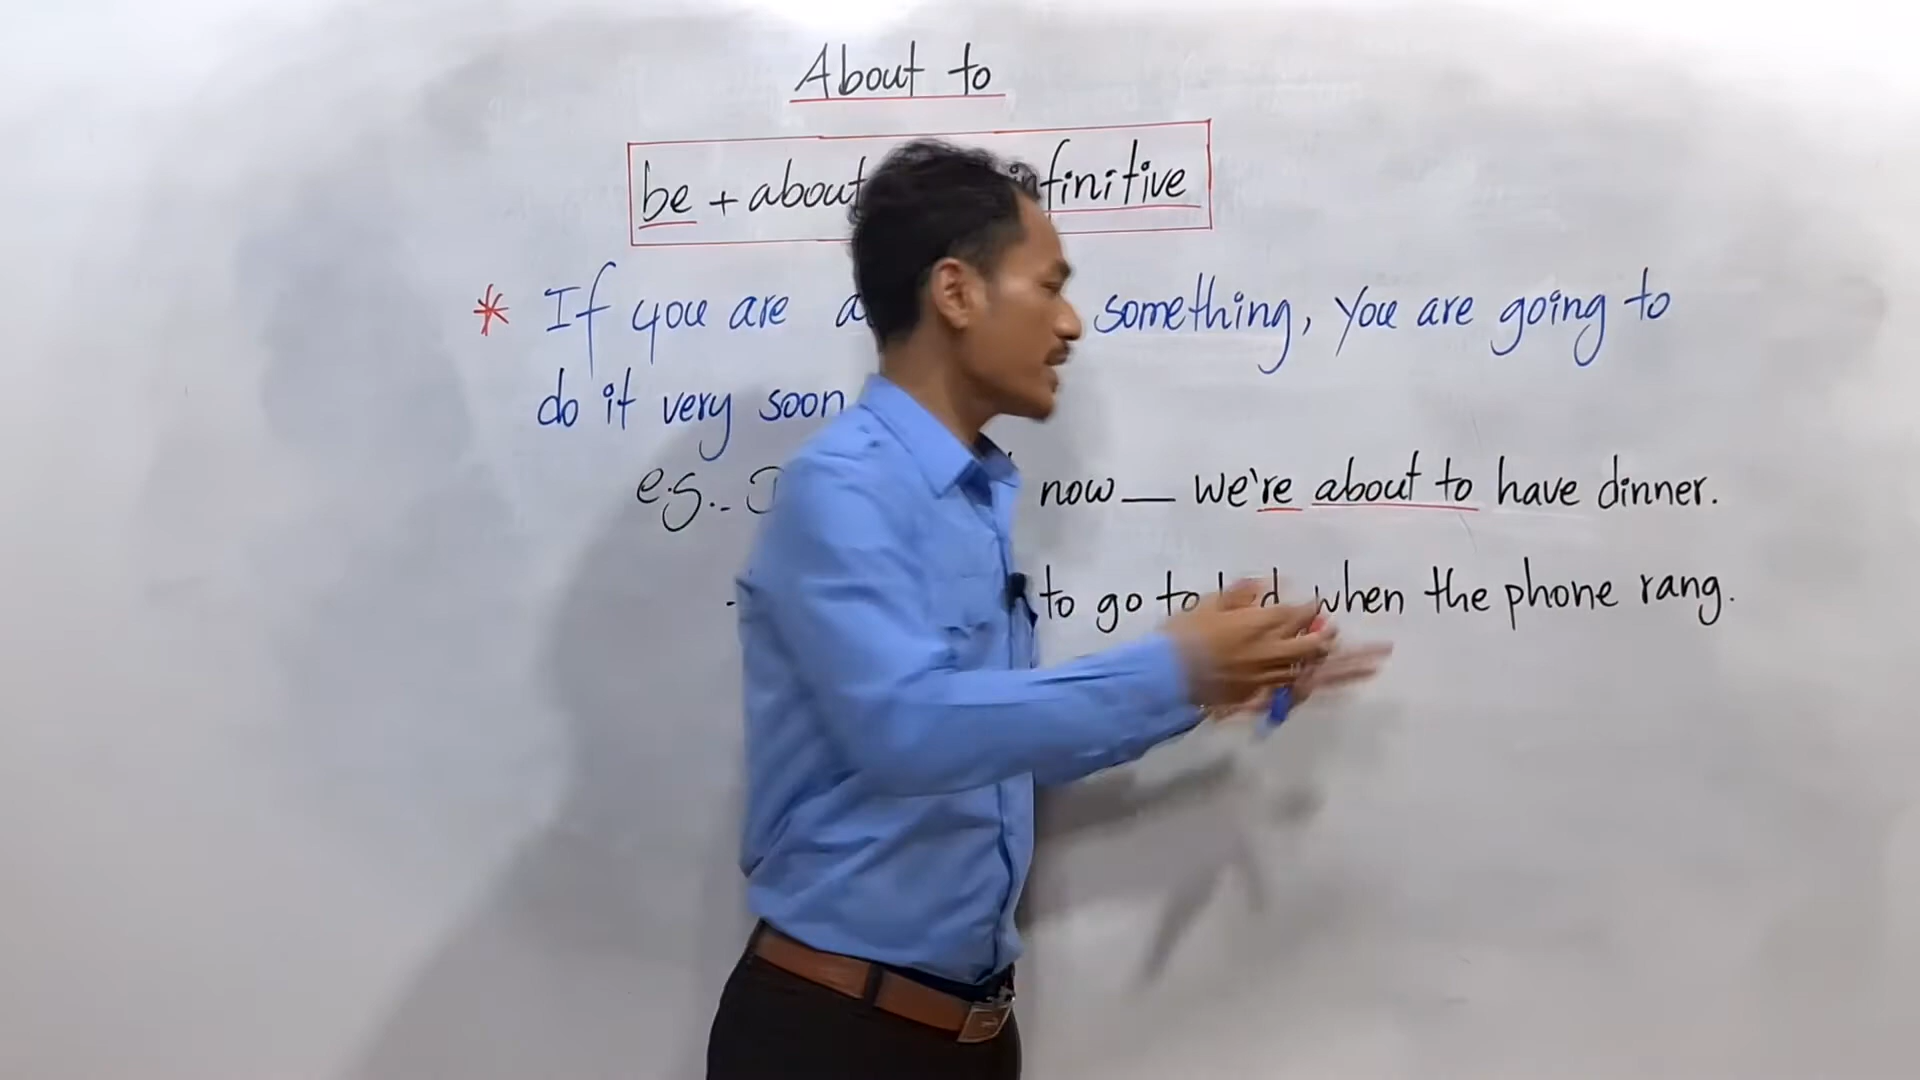 About to
be + about infinitive
* If you are something, you are going to
do it very soon
e.g.. now — we're about to have dinner.
- to go to when the phone rang.